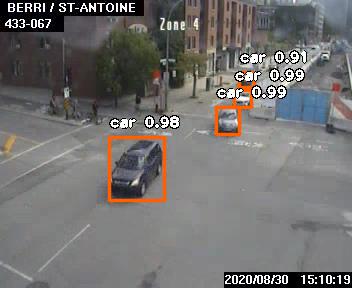 BERRI / ST-ANTOINE
433-067
Zone 4
car 0.91
car 0.99
car 0.99
car 0.98
2020/08/30 15:10:19